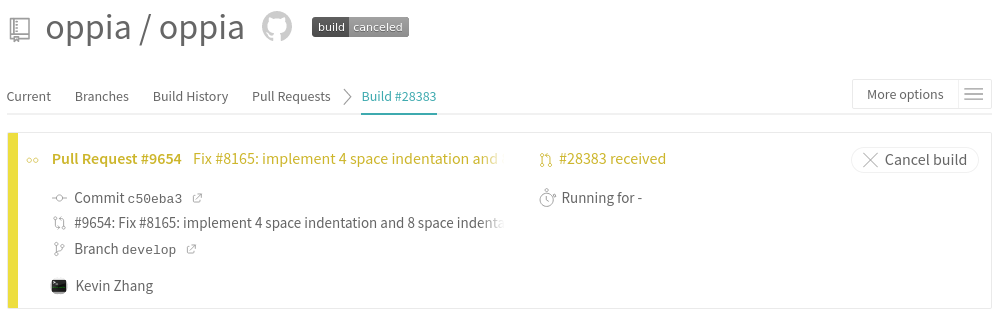 oppia / oppia build canceled
Current Branches Build History Pull Requests Build #28383 More options
Pull Request #9654 Fix #8165: implement 4 space indentation and #28383 received Cancel build
Commit c50eba3 Running for -
#9654: Fix #8165: implement 4 space indentation and 8 space indenta
Branch develop
Kevin Zhang